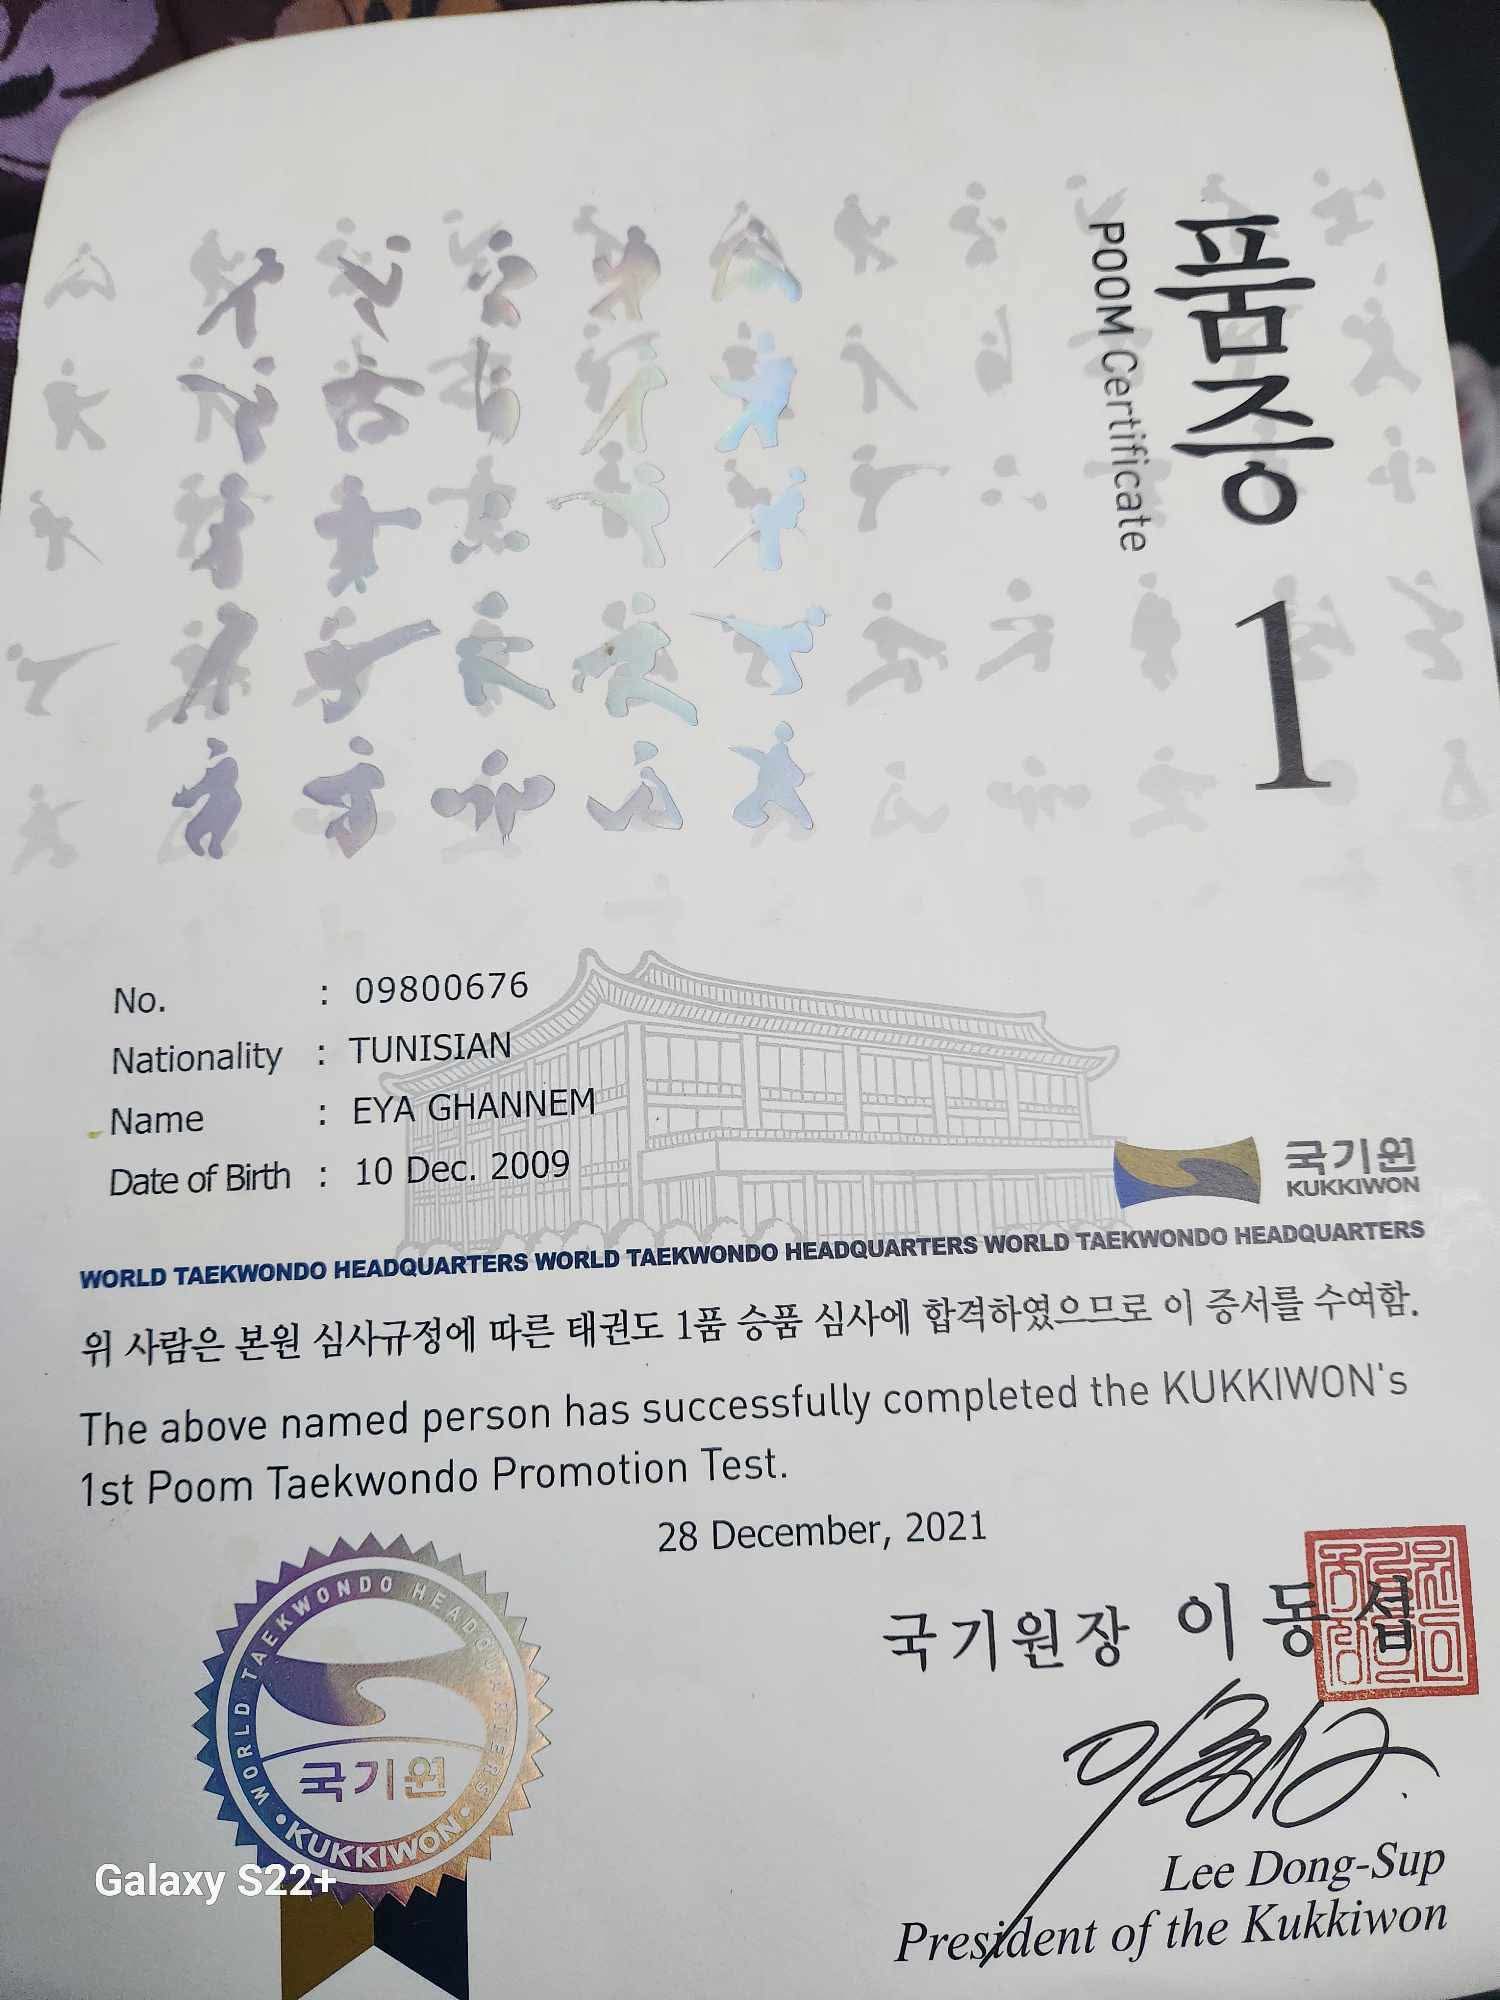 품증 1
POOM Certificate
No. : 09800676
Nationality : TUNISIAN
Name : EYA GHANNEM
Date of Birth : 10 Dec. 2009
국기원
KUKKIWON
WORLD TAEKWONDO HEADQUARTERS WORLD TAEKWONDO HEADQUARTERS WORLD TAEKWONDO HEADQUARTERS
위 사람은 본원 심사규정에 따른 태권도 1품 승품 심사에 합격하였으므로 이 증서를 수여함.
The above named person has successfully completed the KUKKIWON's
1st Poom Taekwondo Promotion Test.
28 December, 2021
국기원장 이동섭
WORLD TAEKWONDO HEADQUARTERS
국기원
• KUKKIWON •
Lee Dong-Sup
President of the Kukkiwon
Galaxy S22+